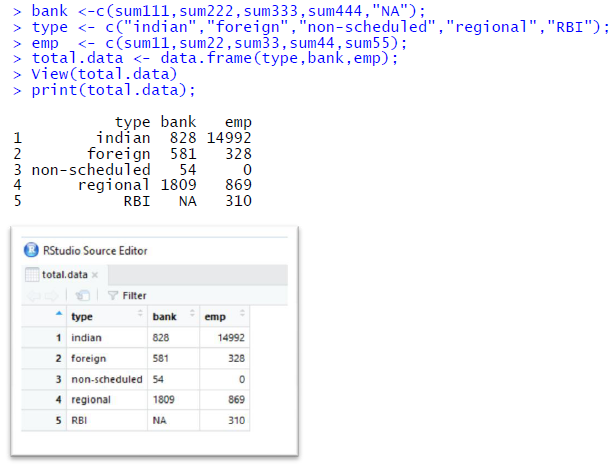 > bank <-c(sum111,sum222,sum333,sum444,"NA");
> type <- c("indian","foreign","non-scheduled","regional","RBI");
> emp  <- c(sum11,sum22,sum33,sum44,sum55);
> total.data <- data.frame(type,bank,emp);
> View(total.data)
> print(total.data);
type bank emp
1 indian 828 14992
2 foreign 581 328
3 non-scheduled 54 0
4 regional 1809 869
5 RBI NA 310
R RStudio Source Editor
total.data ×
Filter
type bank emp
1 indian 828 14992
2 foreign 581 328
3 non-scheduled 54 0
4 regional 1809 869
5 RBI NA 310